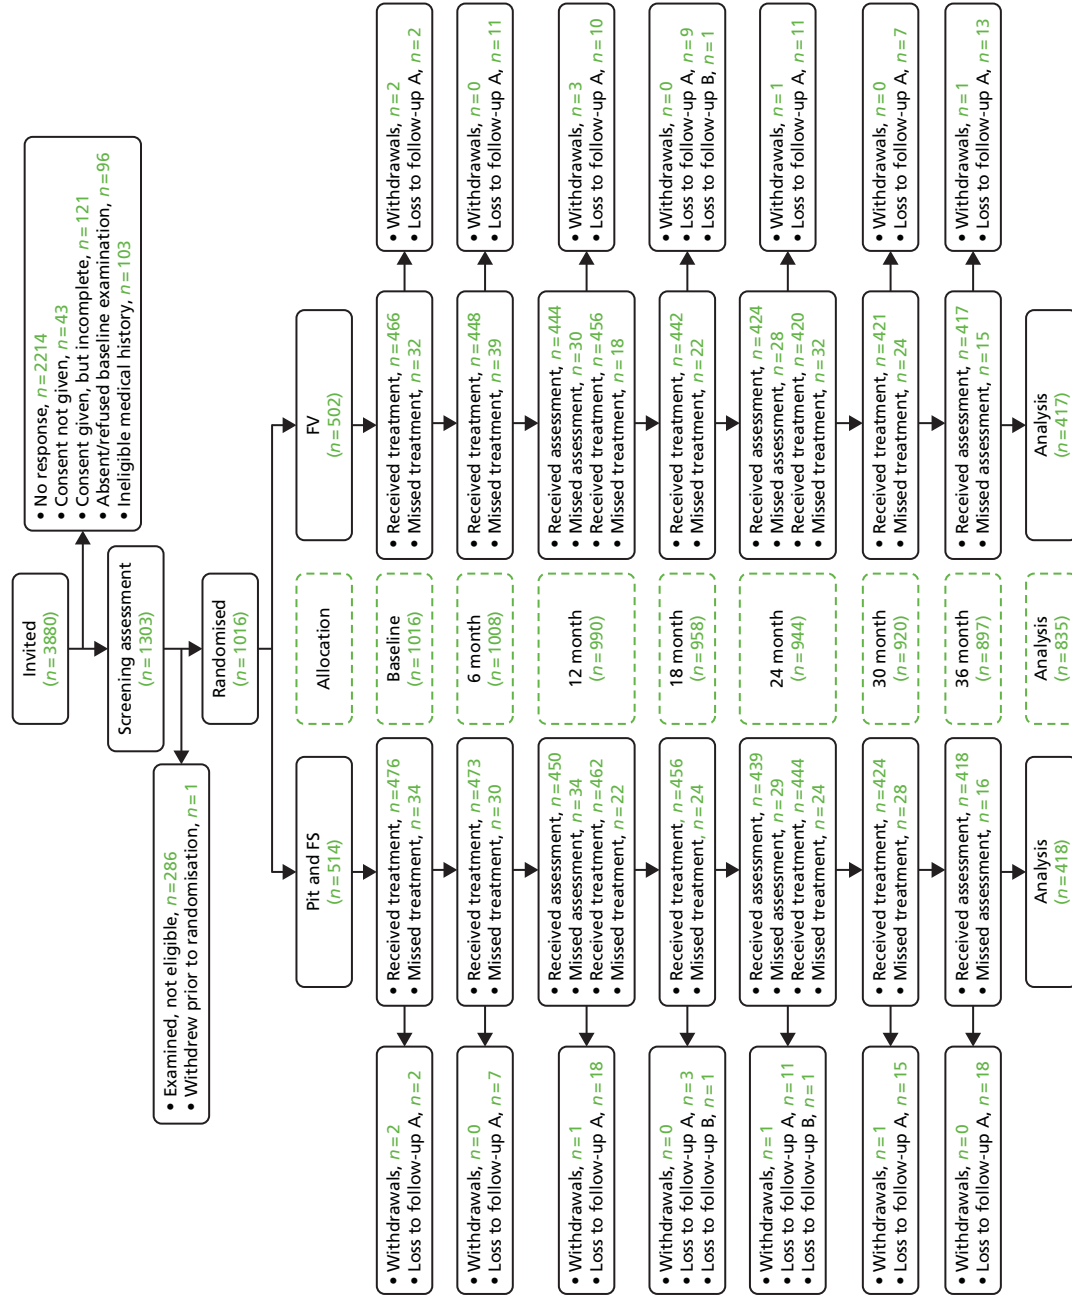 Invited
(n=3880)
• No response, n=2214
• Consent not given, n=43
• Consent given, but incomplete, n=121
• Absent/refused baseline examination, n=96
• Ineligible medical history, n=103
Screening assessment
(n=1303)
• Examined, not eligible, n=286
• Withdrew prior to randomisation, n=1
Randomised
(n=1016)
Pit and FS
(n=514)
Allocation
FV
(n=502)
• Withdrawals, n=2
• Loss to follow-up A, n=2
• Received treatment, n=476
• Missed treatment, n=34
Baseline
(n=1016)
• Received treatment, n=466
• Missed treatment, n=32
• Withdrawals, n=2
• Loss to follow-up A, n=2
• Withdrawals, n=0
• Loss to follow-up A, n=7
• Received treatment, n=473
• Missed treatment, n=30
6 month
(n=1008)
• Received treatment, n=448
• Missed treatment, n=39
• Withdrawals, n=0
• Loss to follow-up A, n=11
• Withdrawals, n=1
• Loss to follow-up A, n=18
• Received assessment, n=450
• Missed assessment, n=34
• Received treatment, n=462
• Missed treatment, n=22
12 month
(n=990)
• Received assessment, n=444
• Missed assessment, n=30
• Received treatment, n=456
• Missed treatment, n=18
• Withdrawals, n=3
• Loss to follow-up A, n=10
• Withdrawals, n=0
• Loss to follow-up A, n=3
• Loss to follow-up B, n=1
• Received treatment, n=456
• Missed treatment, n=24
18 month
(n=958)
• Received treatment, n=442
• Missed treatment, n=22
• Withdrawals, n=0
• Loss to follow-up A, n=9
• Loss to follow-up B, n=1
• Withdrawals, n=1
• Loss to follow-up A, n=11
• Loss to follow-up B, n=1
• Received assessment, n=439
• Missed assessment, n=29
• Received treatment, n=444
• Missed treatment, n=24
24 month
(n=944)
• Received assessment, n=424
• Missed assessment, n=28
• Received treatment, n=420
• Missed treatment, n=32
• Withdrawals, n=1
• Loss to follow-up A, n=11
• Withdrawals, n=1
• Loss to follow-up A, n=15
• Received treatment, n=424
• Missed treatment, n=28
30 month
(n=920)
• Received treatment, n=421
• Missed treatment, n=24
• Withdrawals, n=0
• Loss to follow-up A, n=7
• Withdrawals, n=0
• Loss to follow-up A, n=18
• Received assessment, n=418
• Missed assessment, n=16
36 month
(n=897)
• Received assessment, n=417
• Missed assessment, n=15
• Withdrawals, n=1
• Loss to follow-up A, n=13
Analysis
(n=418)
Analysis
(n=835)
Analysis
(n=417)